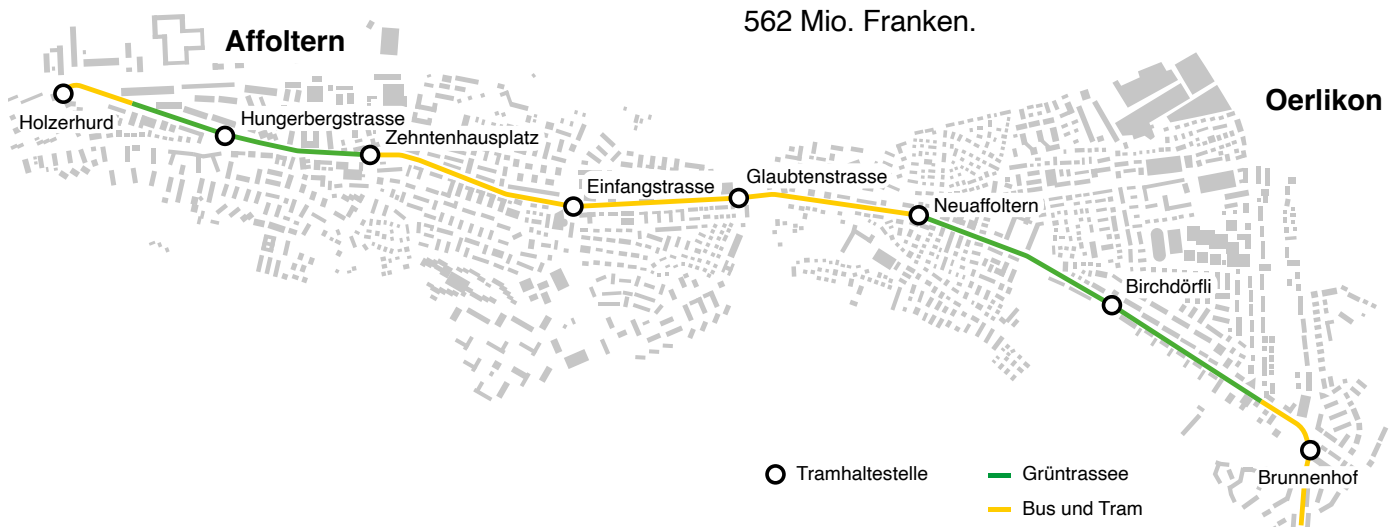 562 Mio. Franken.
Affoltern
Oerlikon
Holzerhurd
Hungerbergstrasse
Zehntenhausplatz
Einfangstrasse
Glaubtenstrasse
Neuaffoltern
Birchdörfli
Brunnenhof
Tramhaltestelle
Grüntrassee
Bus und Tram